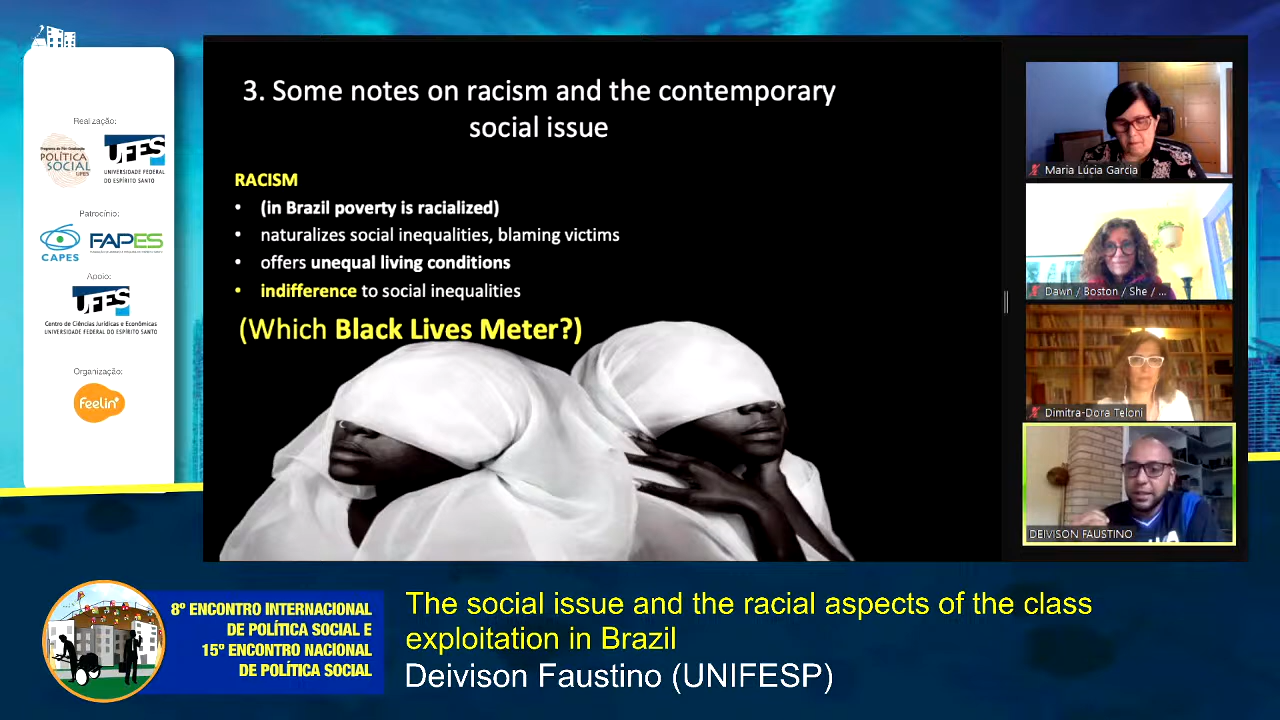 Realização:
Programa de Pós-Graduação
POLÍTICA
SOCIAL
UFES
UFES
UNIVERSIDADE FEDERAL
DO ESPÍRITO SANTO
Patrocínio:
CAPES
FAPES
Apoio:
UFES
Centro de Ciências Jurídicas e Econômicas
UNIVERSIDADE FEDERAL DO ESPÍRITO SANTO
Organização:
Feelin'
3. Some notes on racism and the contemporary
social issue
RACISM
• (in Brazil poverty is racialized)
• naturalizes social inequalities, blaming victims
• offers unequal living conditions
• indifference to social inequalities
(Which Black Lives Meter?)
Maria Lúcia Garcia
Dawn / Boston / She / ...
Dimitra-Dora Teloni
DEIVISON FAUSTINO
8º ENCONTRO INTERNACIONAL
DE POLÍTICA SOCIAL E
15º ENCONTRO NACIONAL
DE POLÍTICA SOCIAL
The social issue and the racial aspects of the class
exploitation in Brazil
Deivison Faustino (UNIFESP)